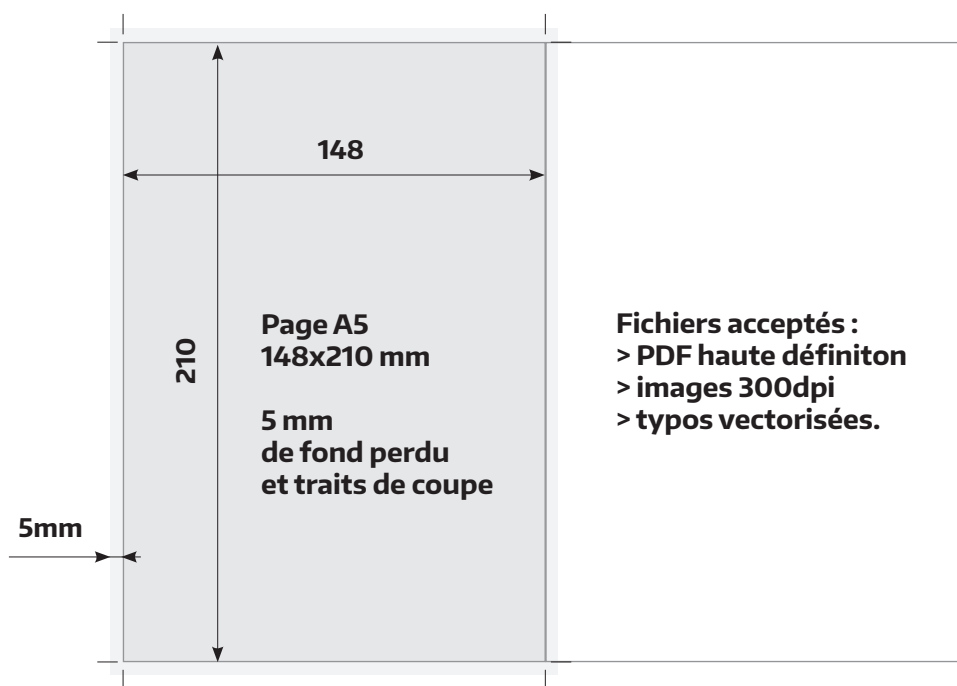 148
210
Page A5
148x210 mm
5 mm
de fond perdu
et traits de coupe
5mm
Fichiers acceptés :
> PDF haute définiton
> images 300dpi
> typos vectorisées.